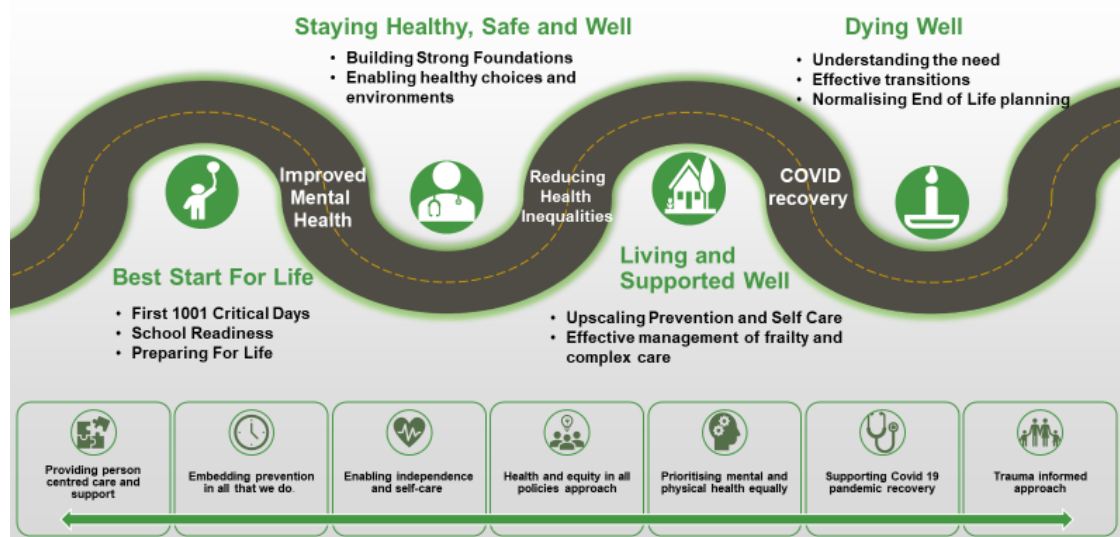 Staying Healthy, Safe and Well
• Building Strong Foundations
• Enabling healthy choices and
environments
Dying Well
• Understanding the need
• Effective transitions
• Normalising End of Life planning
Improved
Mental
Health
Reducing
Health
Inequalities
COVID
recovery
Best Start For Life
• First 1001 Critical Days
• School Readiness
• Preparing For Life
Living and
Supported Well
• Upscaling Prevention and Self Care
• Effective management of frailty and
complex care
Providing person
centred care and
support
Embedding prevention
in all that we do.
Enabling independence
and self-care
Health and equity in all
policies approach
Prioritising mental and
physical health equally
Supporting Covid 19
pandemic recovery
Trauma informed
approach